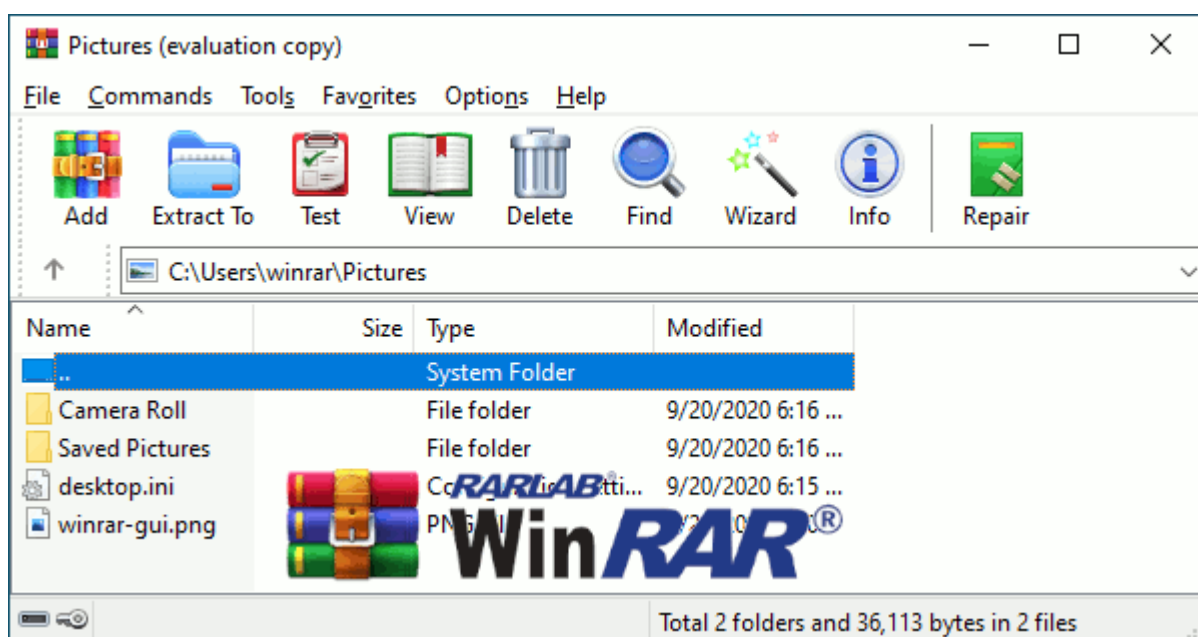 Pictures (evaluation copy)
File Commands Tools Favorites Options Help
Add Extract To Test View Delete Find Wizard Info Repair
C:\Users\winrar\Pictures
Name Size Type Modified
.. System Folder
Camera Roll File folder 9/20/2020 6:16 ...
Saved Pictures File folder 9/20/2020 6:16 ...
desktop.ini 9/20/2020 6:15 ...
RARLAB®
winrar-gui.png
WinRAR®
Total 2 folders and 36,113 bytes in 2 files